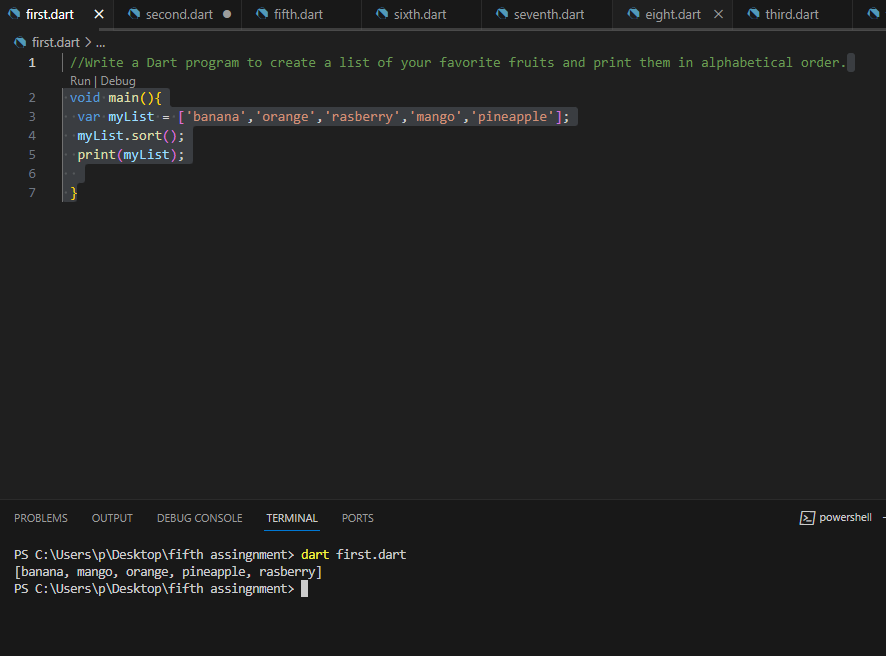 first.dart × second.dart fifth.dart sixth.dart seventh.dart eight.dart × third.dart
first.dart > ...
1 //Write a Dart program to create a list of your favorite fruits and print them in alphabetical order.
Run | Debug
2 void main(){
3 var myList = ['banana','orange','rasberry','mango','pineapple'];
4 myList.sort();
5 print(myList);
6
7 }
PROBLEMS OUTPUT DEBUG CONSOLE TERMINAL PORTS powershell
PS C:\Users\p\Desktop\fifth assingnment> dart first.dart
[banana, mango, orange, pineapple, rasberry]
PS C:\Users\p\Desktop\fifth assingnment>